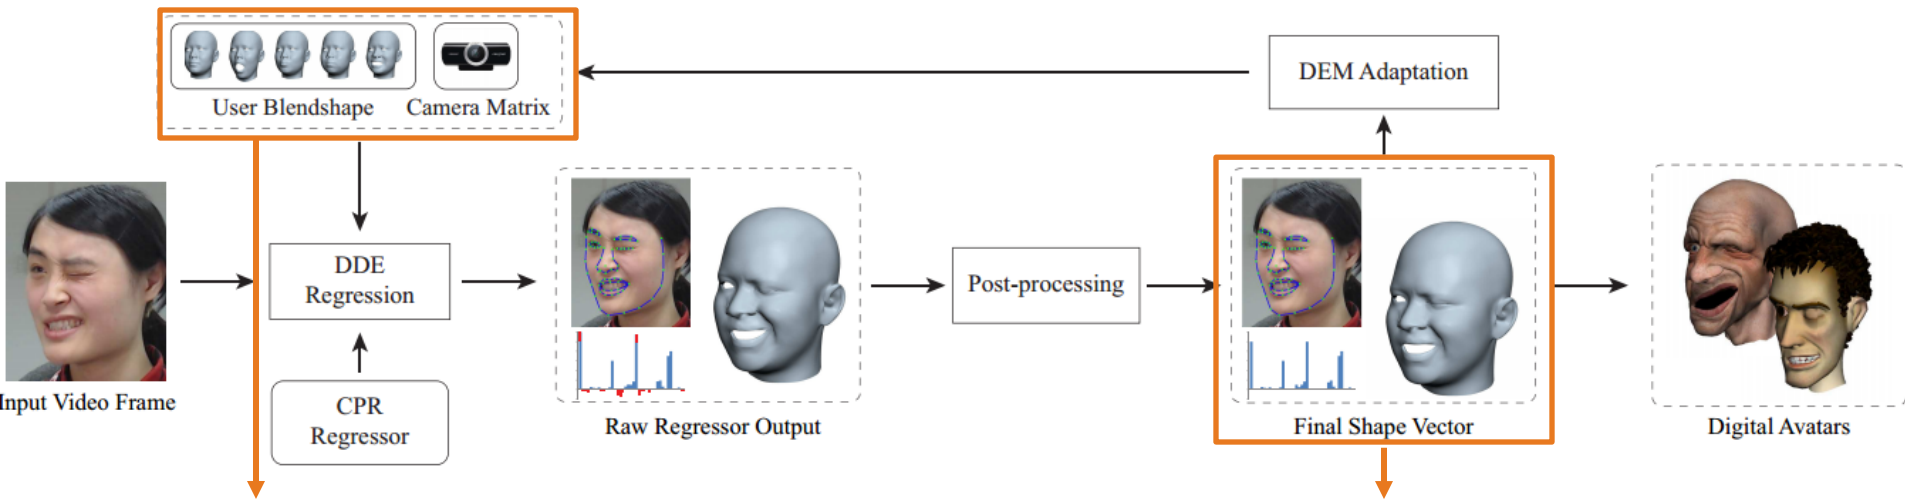 User Blendshape
Camera Matrix
DEM Adaptation
DDE
Regression
Post-processing
CPR
Regressor
Input Video Frame
Raw Regressor Output
Final Shape Vector
Digital Avatars